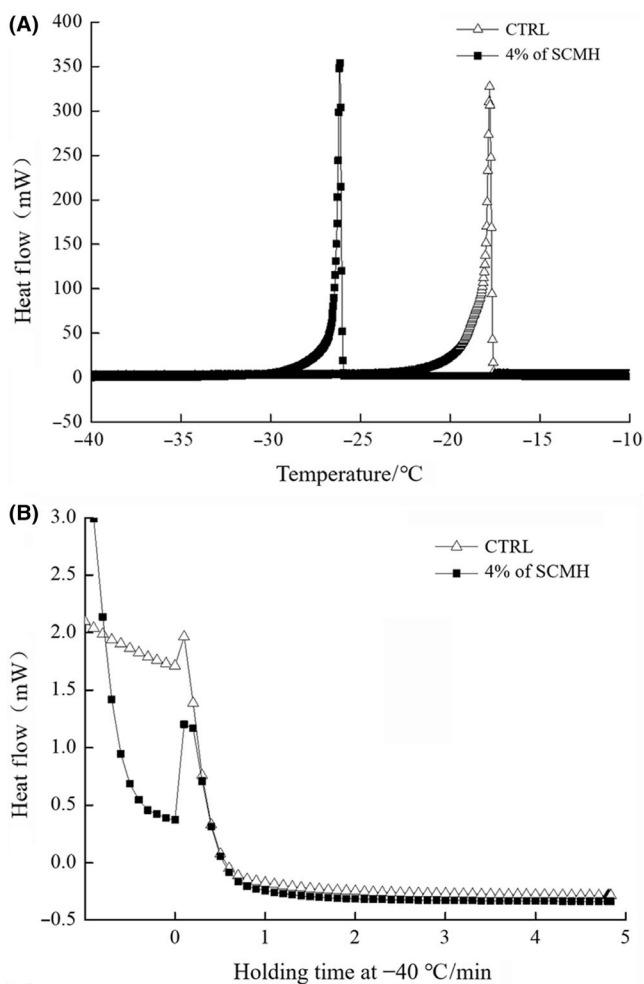 (A)
CTRL
4% of SCMH
400
350
300
250
200
150
100
50
0
−50
Heat flow（mW）
−40 −35 −30 −25 −20 −15 −10
Temperature/°C
(B)
CTRL
4% of SCMH
3.0
2.5
2.0
1.5
1.0
0.5
0.0
−0.5
Heat flow (mW)
0 1 2 3 4 5
Holding time at −40 °C/min